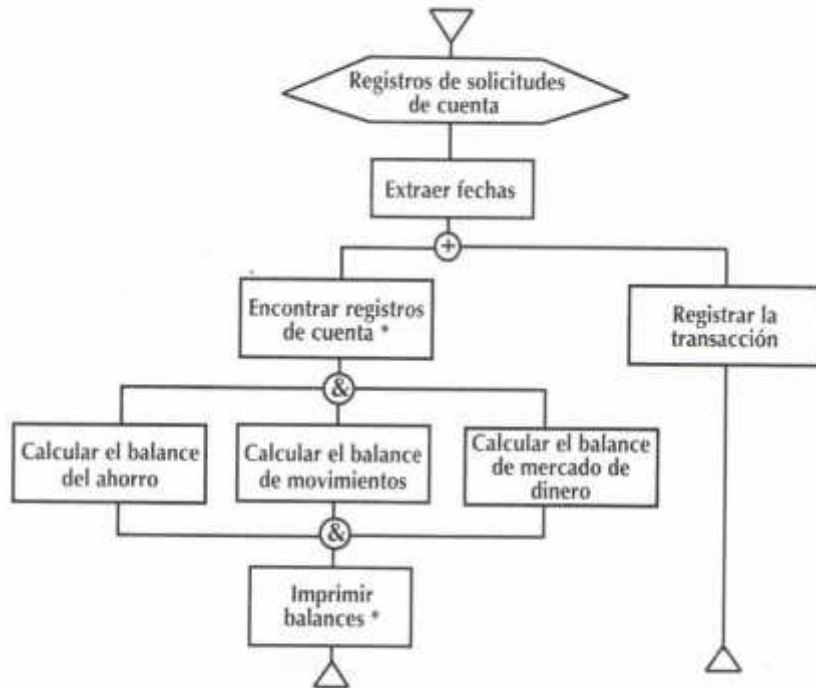 Registros de solicitudes
de cuenta
Extraer fechas
+
Encontrar registros
de cuenta *
Registrar la
transacción
&
Calcular el balance
del ahorro
Calcular el balance
de movimientos
Calcular el balance
de mercado de
dinero
&
Imprimir
balances *